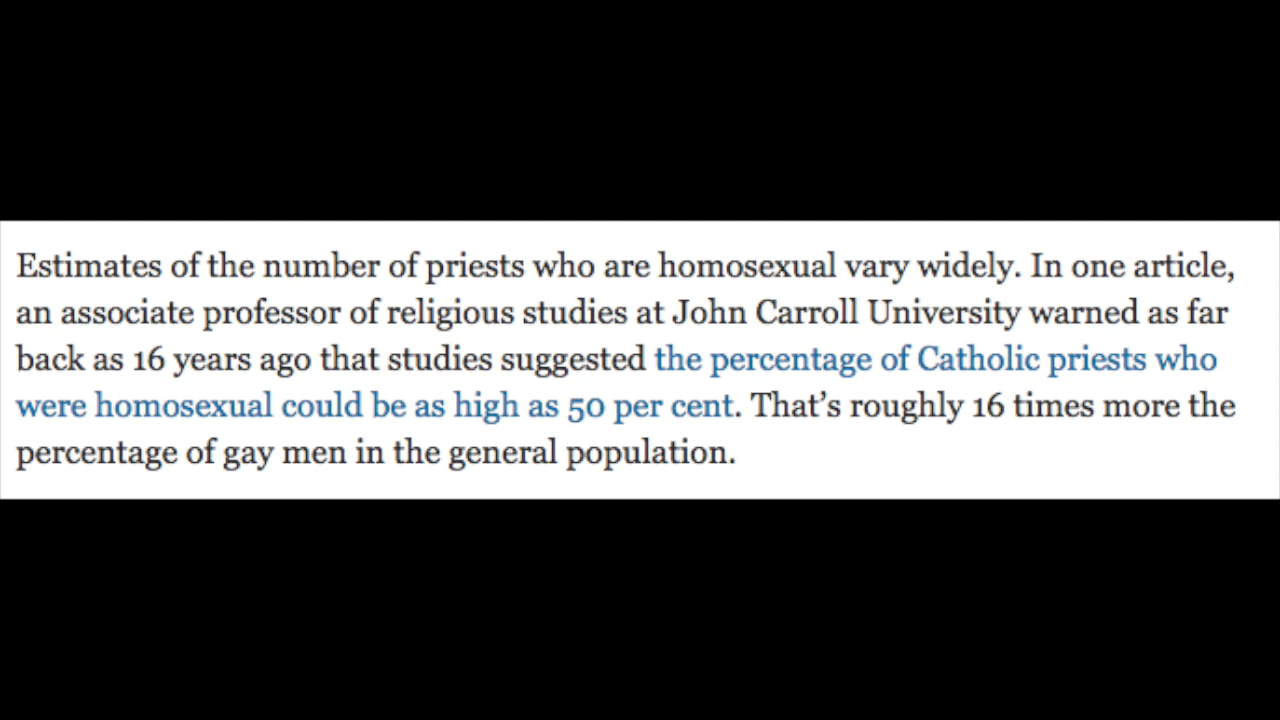 Estimates of the number of priests who are homosexual vary widely. In one article,
an associate professor of religious studies at John Carroll University warned as far
back as 16 years ago that studies suggested the percentage of Catholic priests who
were homosexual could be as high as 50 per cent. That’s roughly 16 times more the
percentage of gay men in the general population.